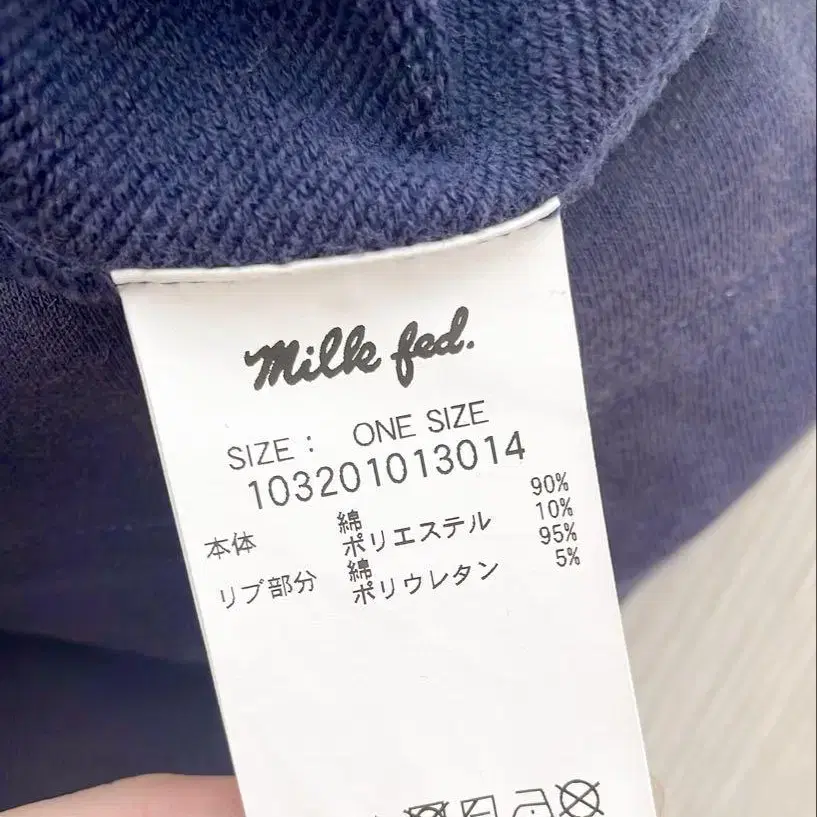 Milk fed.
SIZE： ONE SIZE
103201013014
本体 綿 90%
ポリエステル 10%
リブ部分 綿 95%
ポリウレタン 5%